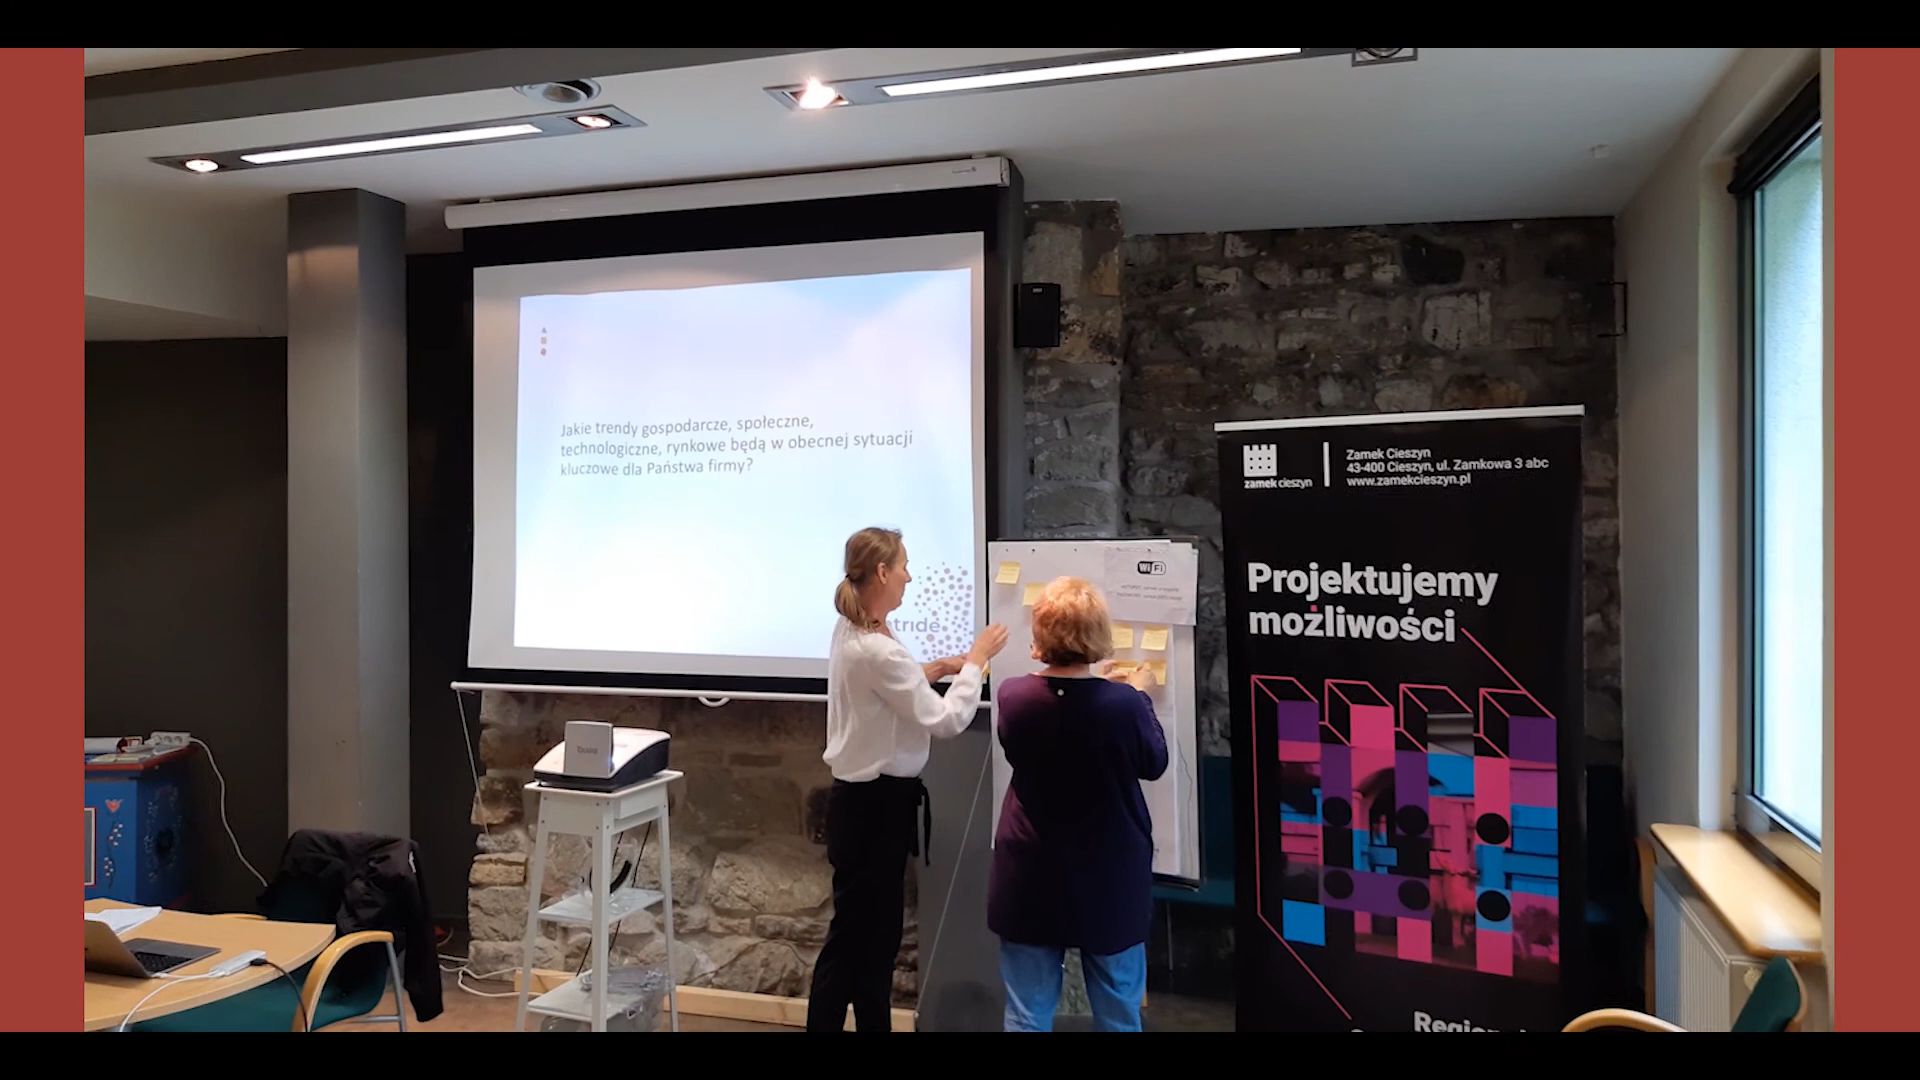 Jakie trendy gospodarcze, społeczne,
technologiczne, rynkowe będą w obecnej sytuacji
kluczowe dla Państwa firmy?
WiFi
zamek cieszyn
Zamek Cieszyn
43-400 Cieszyn, ul. Zamkowa 3 abc
www.zamekcieszyn.pl
Projektujemy
możliwości
BenQ